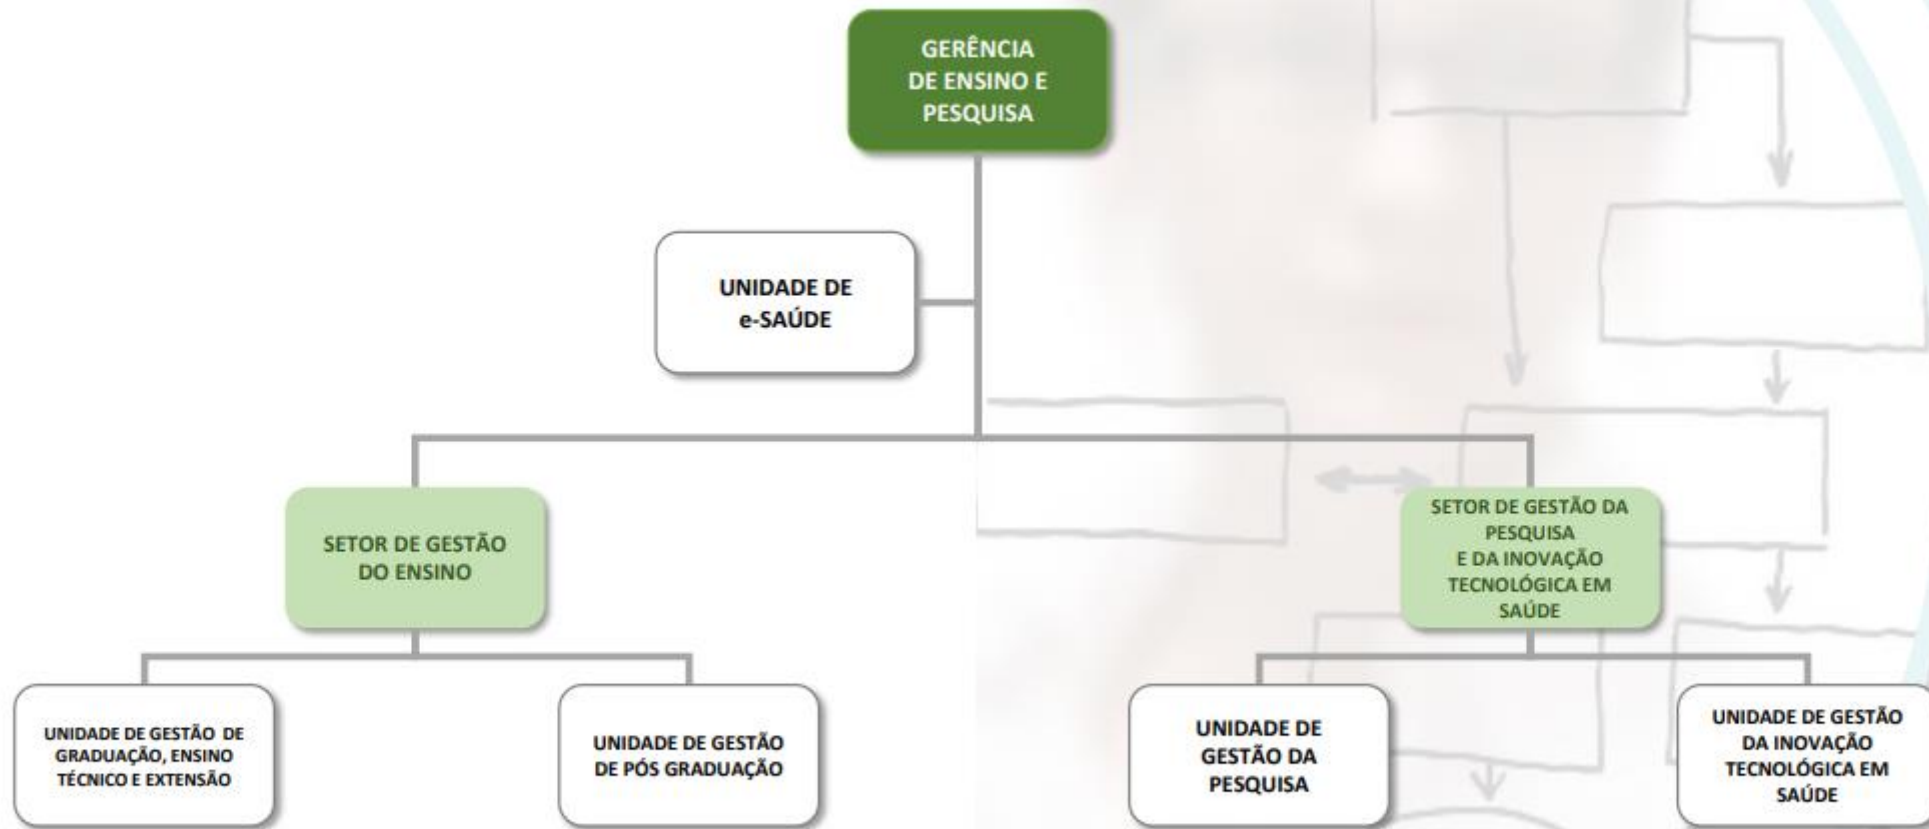 GERÊNCIA
DE ENSINO E
PESQUISA
UNIDADE DE
e-SAÚDE
SETOR DE GESTÃO
DO ENSINO
SETOR DE GESTÃO DA
PESQUISA
E DA INOVAÇÃO
TECNOLÓGICA EM
SAÚDE
UNIDADE DE GESTÃO DE
GRADUAÇÃO, ENSINO
TÉCNICO E EXTENSÃO
UNIDADE DE GESTÃO
DE PÓS GRADUAÇÃO
UNIDADE DE
GESTÃO DA
PESQUISA
UNIDADE DE GESTÃO
DA INOVAÇÃO
TECNOLÓGICA EM
SAÚDE